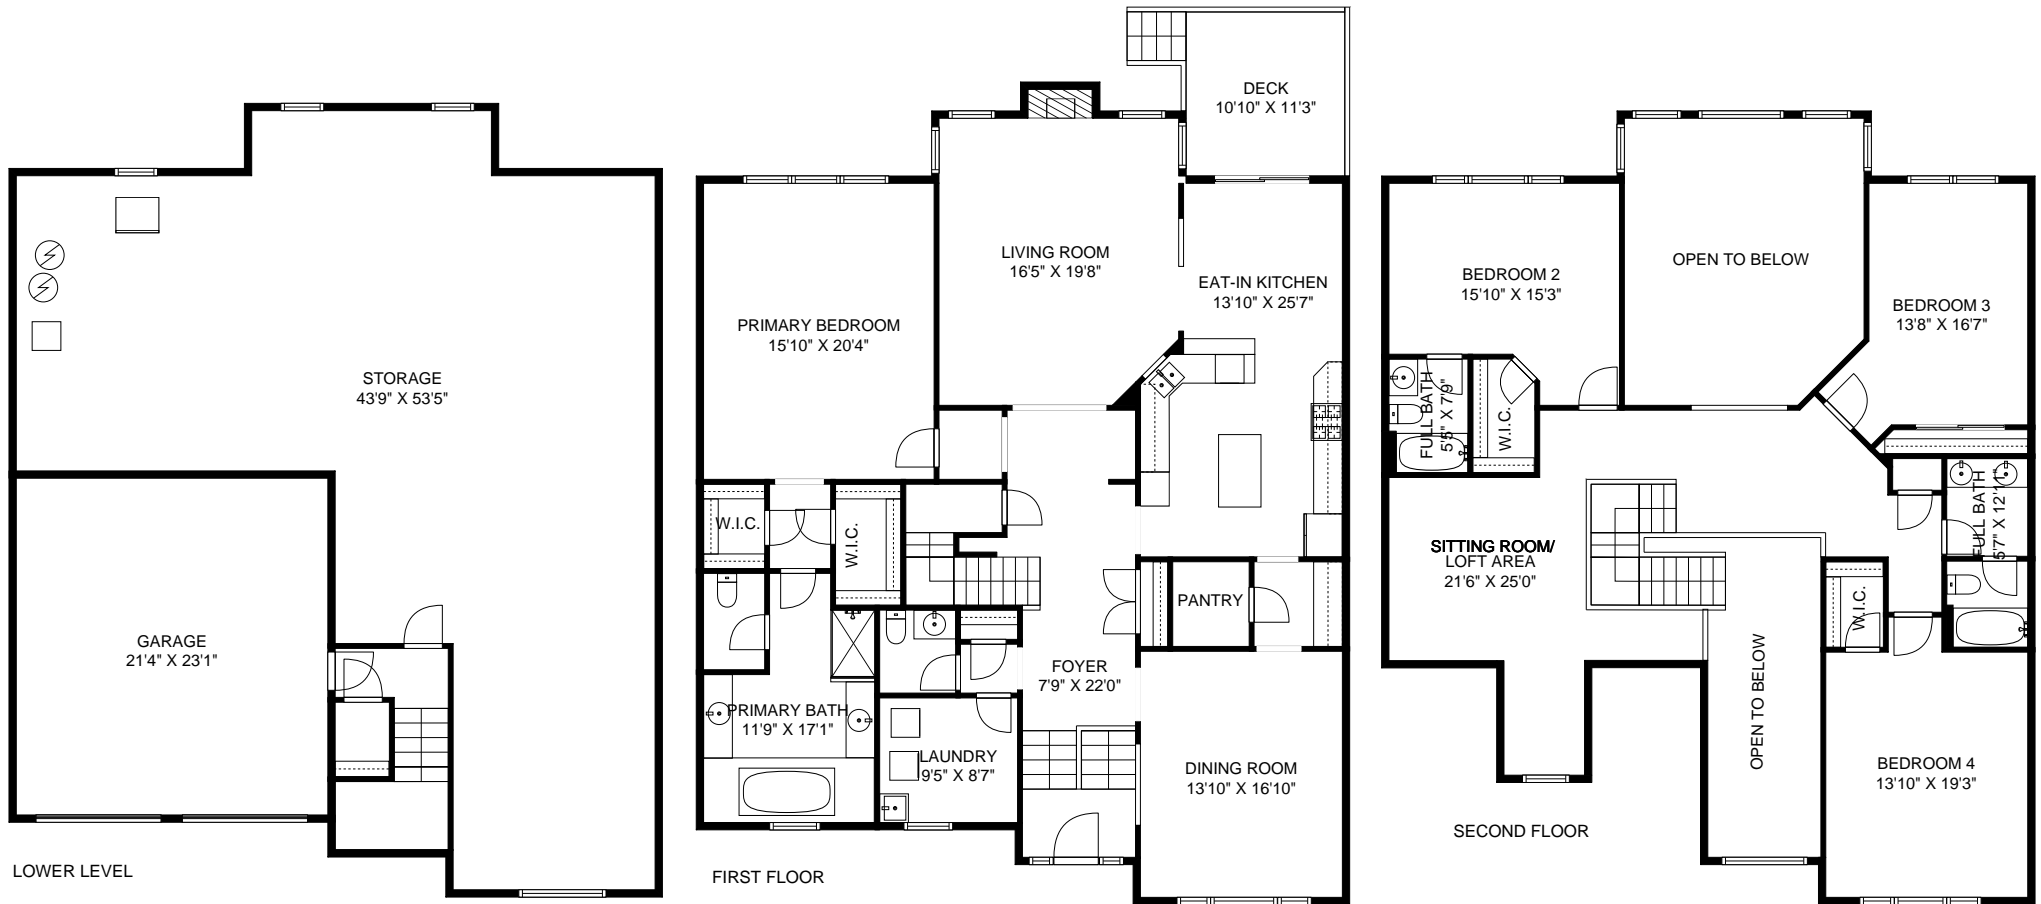 STORAGE
43'9" X 53'5"
GARAGE
21'4" X 23'1"
LOWER LEVEL
DECK
10'10" X 11'3"
LIVING ROOM
16'5" X 19'8"
EAT-IN KITCHEN
13'10" X 25'7"
PRIMARY BEDROOM
15'10" X 20'4"
W.I.C.
W.I.C.
PANTRY
FOYER
7'9" X 22'0"
PRIMARY BATH
11'9" X 17'1"
LAUNDRY
9'5" X 8'7"
DINING ROOM
13'10" X 16'10"
FIRST FLOOR
OPEN TO BELOW
BEDROOM 2
15'10" X 15'3"
BEDROOM 3
13'8" X 16'7"
FULL BATH
5'5" X 7'9"
W.I.C.
SITTING ROOM/
LOFT AREA
21'6" X 25'0"
FULL BATH
5'7" X 12'11"
W.I.C.
OPEN TO BELOW
BEDROOM 4
13'10" X 19'3"
SECOND FLOOR